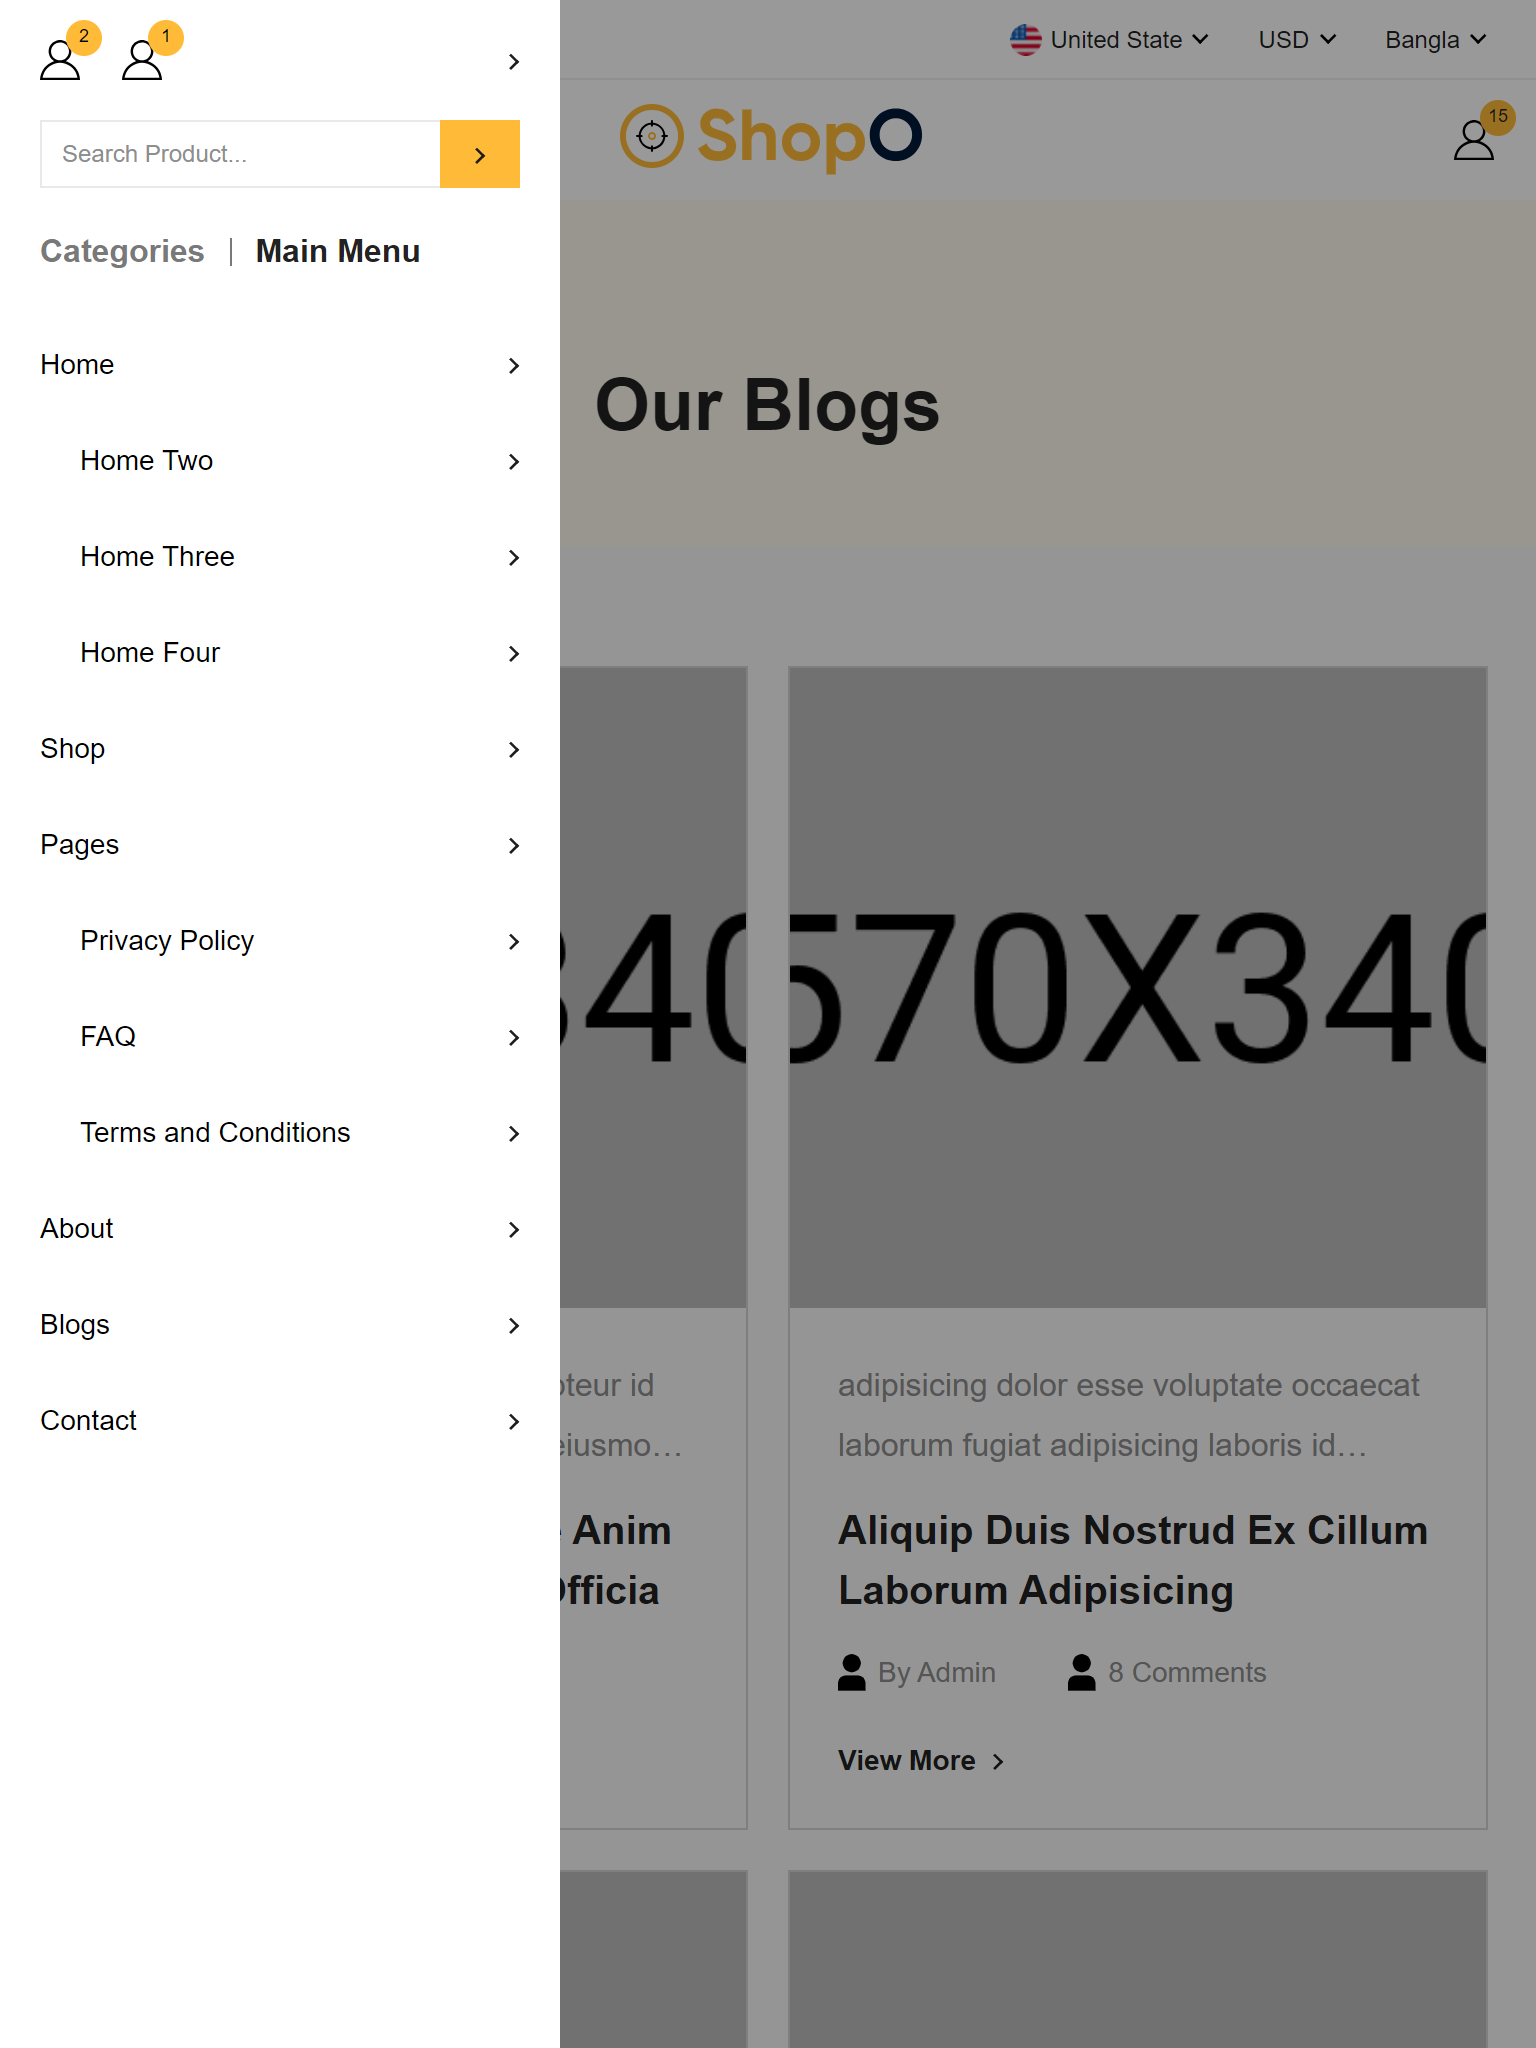 2 1
Search Product...
Categories | Main Menu
Home
Home Two
Home Three
Home Four
Shop
Pages
Privacy Policy
FAQ
Terms and Conditions
About
Blogs
Contact
United State USD Bangla
ShopO
15
Our Blogs
570X340
id
adipisicing dolor esse voluptate occaecat
laborum fugiat adipisicing laboris id...
Anim
Aliquip Duis Nostrud Ex Cillum
Laborum Adipisicing
By Admin 8 Comments
View More